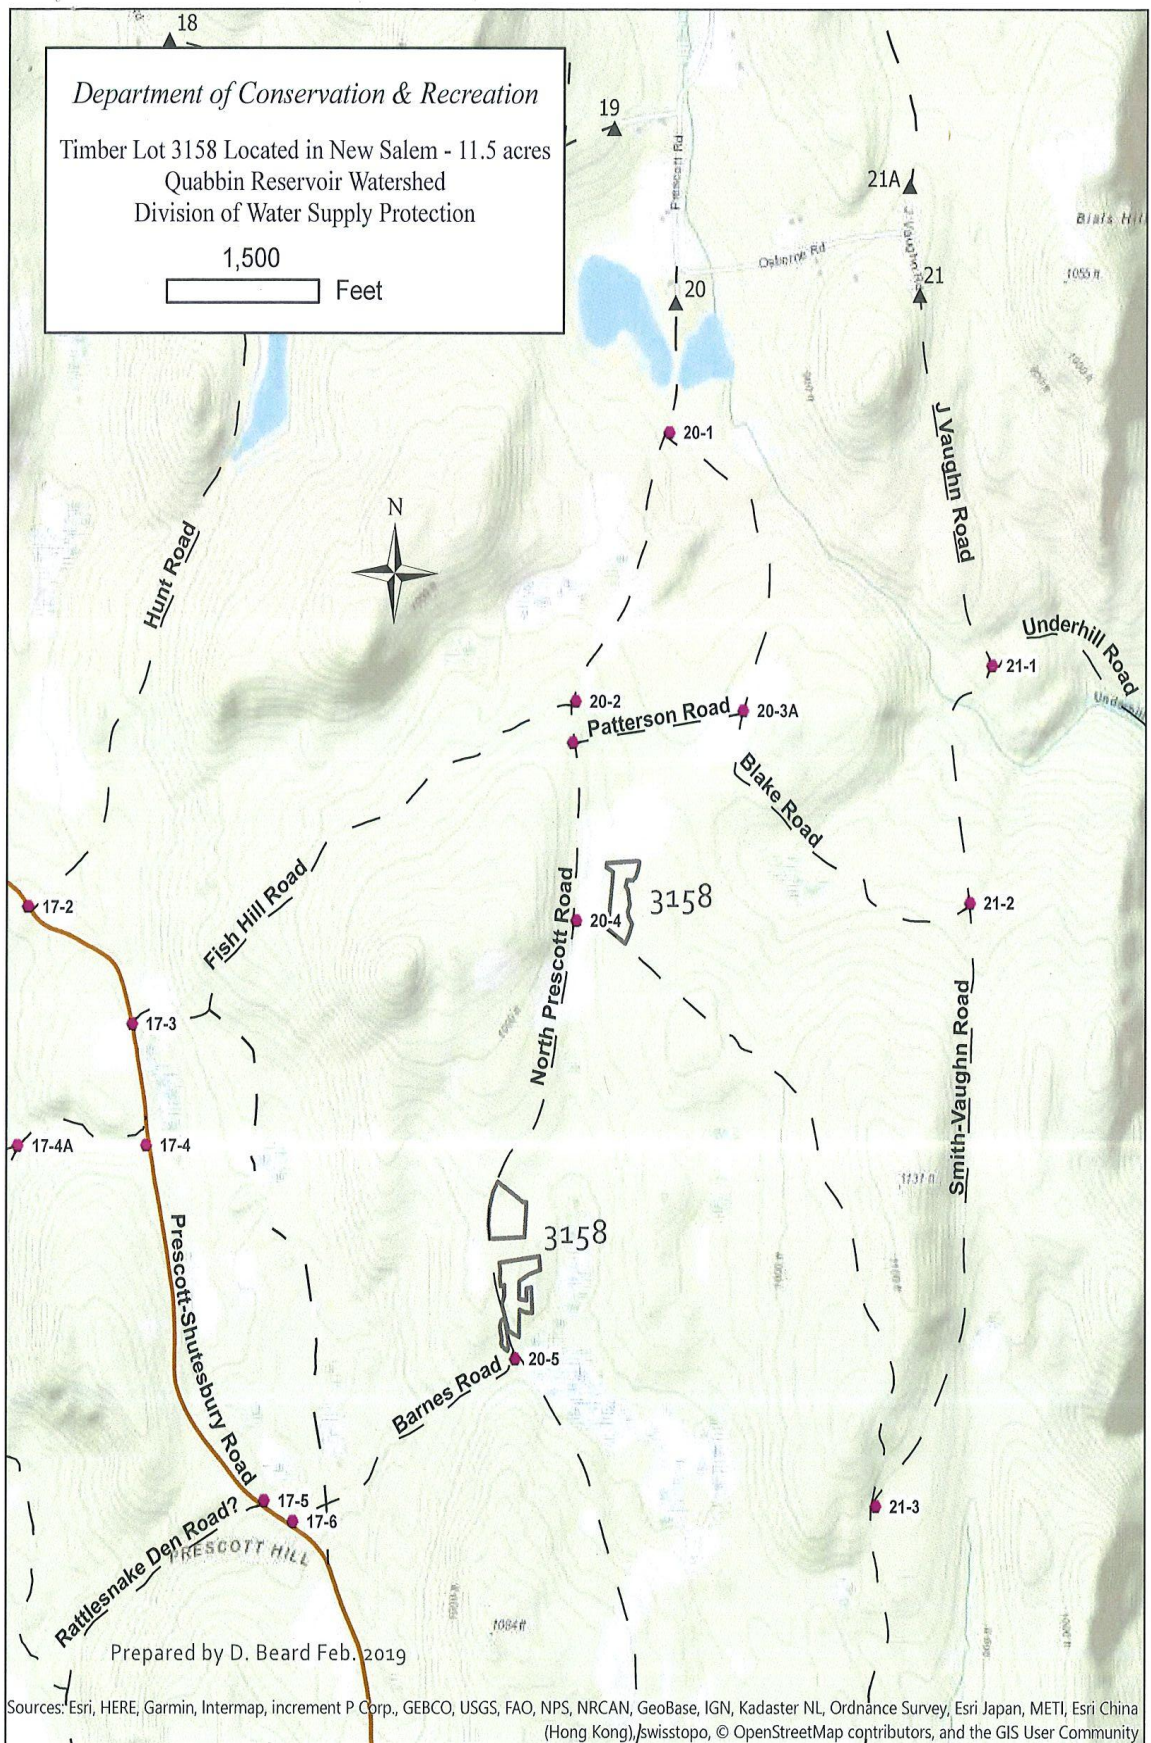 18
Department of Conservation & Recreation
Timber Lot 3158 Located in New Salem - 11.5 acres
Quabbin Reservoir Watershed
Division of Water Supply Protection
1,500
Feet
19
Prescott Rd
21A
J Vaughn Rd
Osborne Rd
1055 ft
20
21
20-1
J Vaughn Road
N
Hunt Road
Underhill Road
21-1
20-2
Patterson Road
20-3A
Blake Road
3158
Fish Hill Road
17-2
20-4
21-2
North Prescott Road
17-3
1000 ft
Smith-Vaughn Road
17-4A
17-4
1131 ft
Prescott-Shutesbury Road
3158
1000 ft
1100 ft
20-5
Barnes Road
17-5
17-6
21-3
Rattlesnake Den Road?
PRESCOTT HILL
1084 ft
Prepared by D. Beard Feb. 2019
Sources: Esri, HERE, Garmin, Intermap, increment P Corp., GEBCO, USGS, FAO, NPS, NRCAN, GeoBase, IGN, Kadaster NL, Ordnance Survey, Esri Japan, METI, Esri China
(Hong Kong), swisstopo, © OpenStreetMap contributors, and the GIS User Community